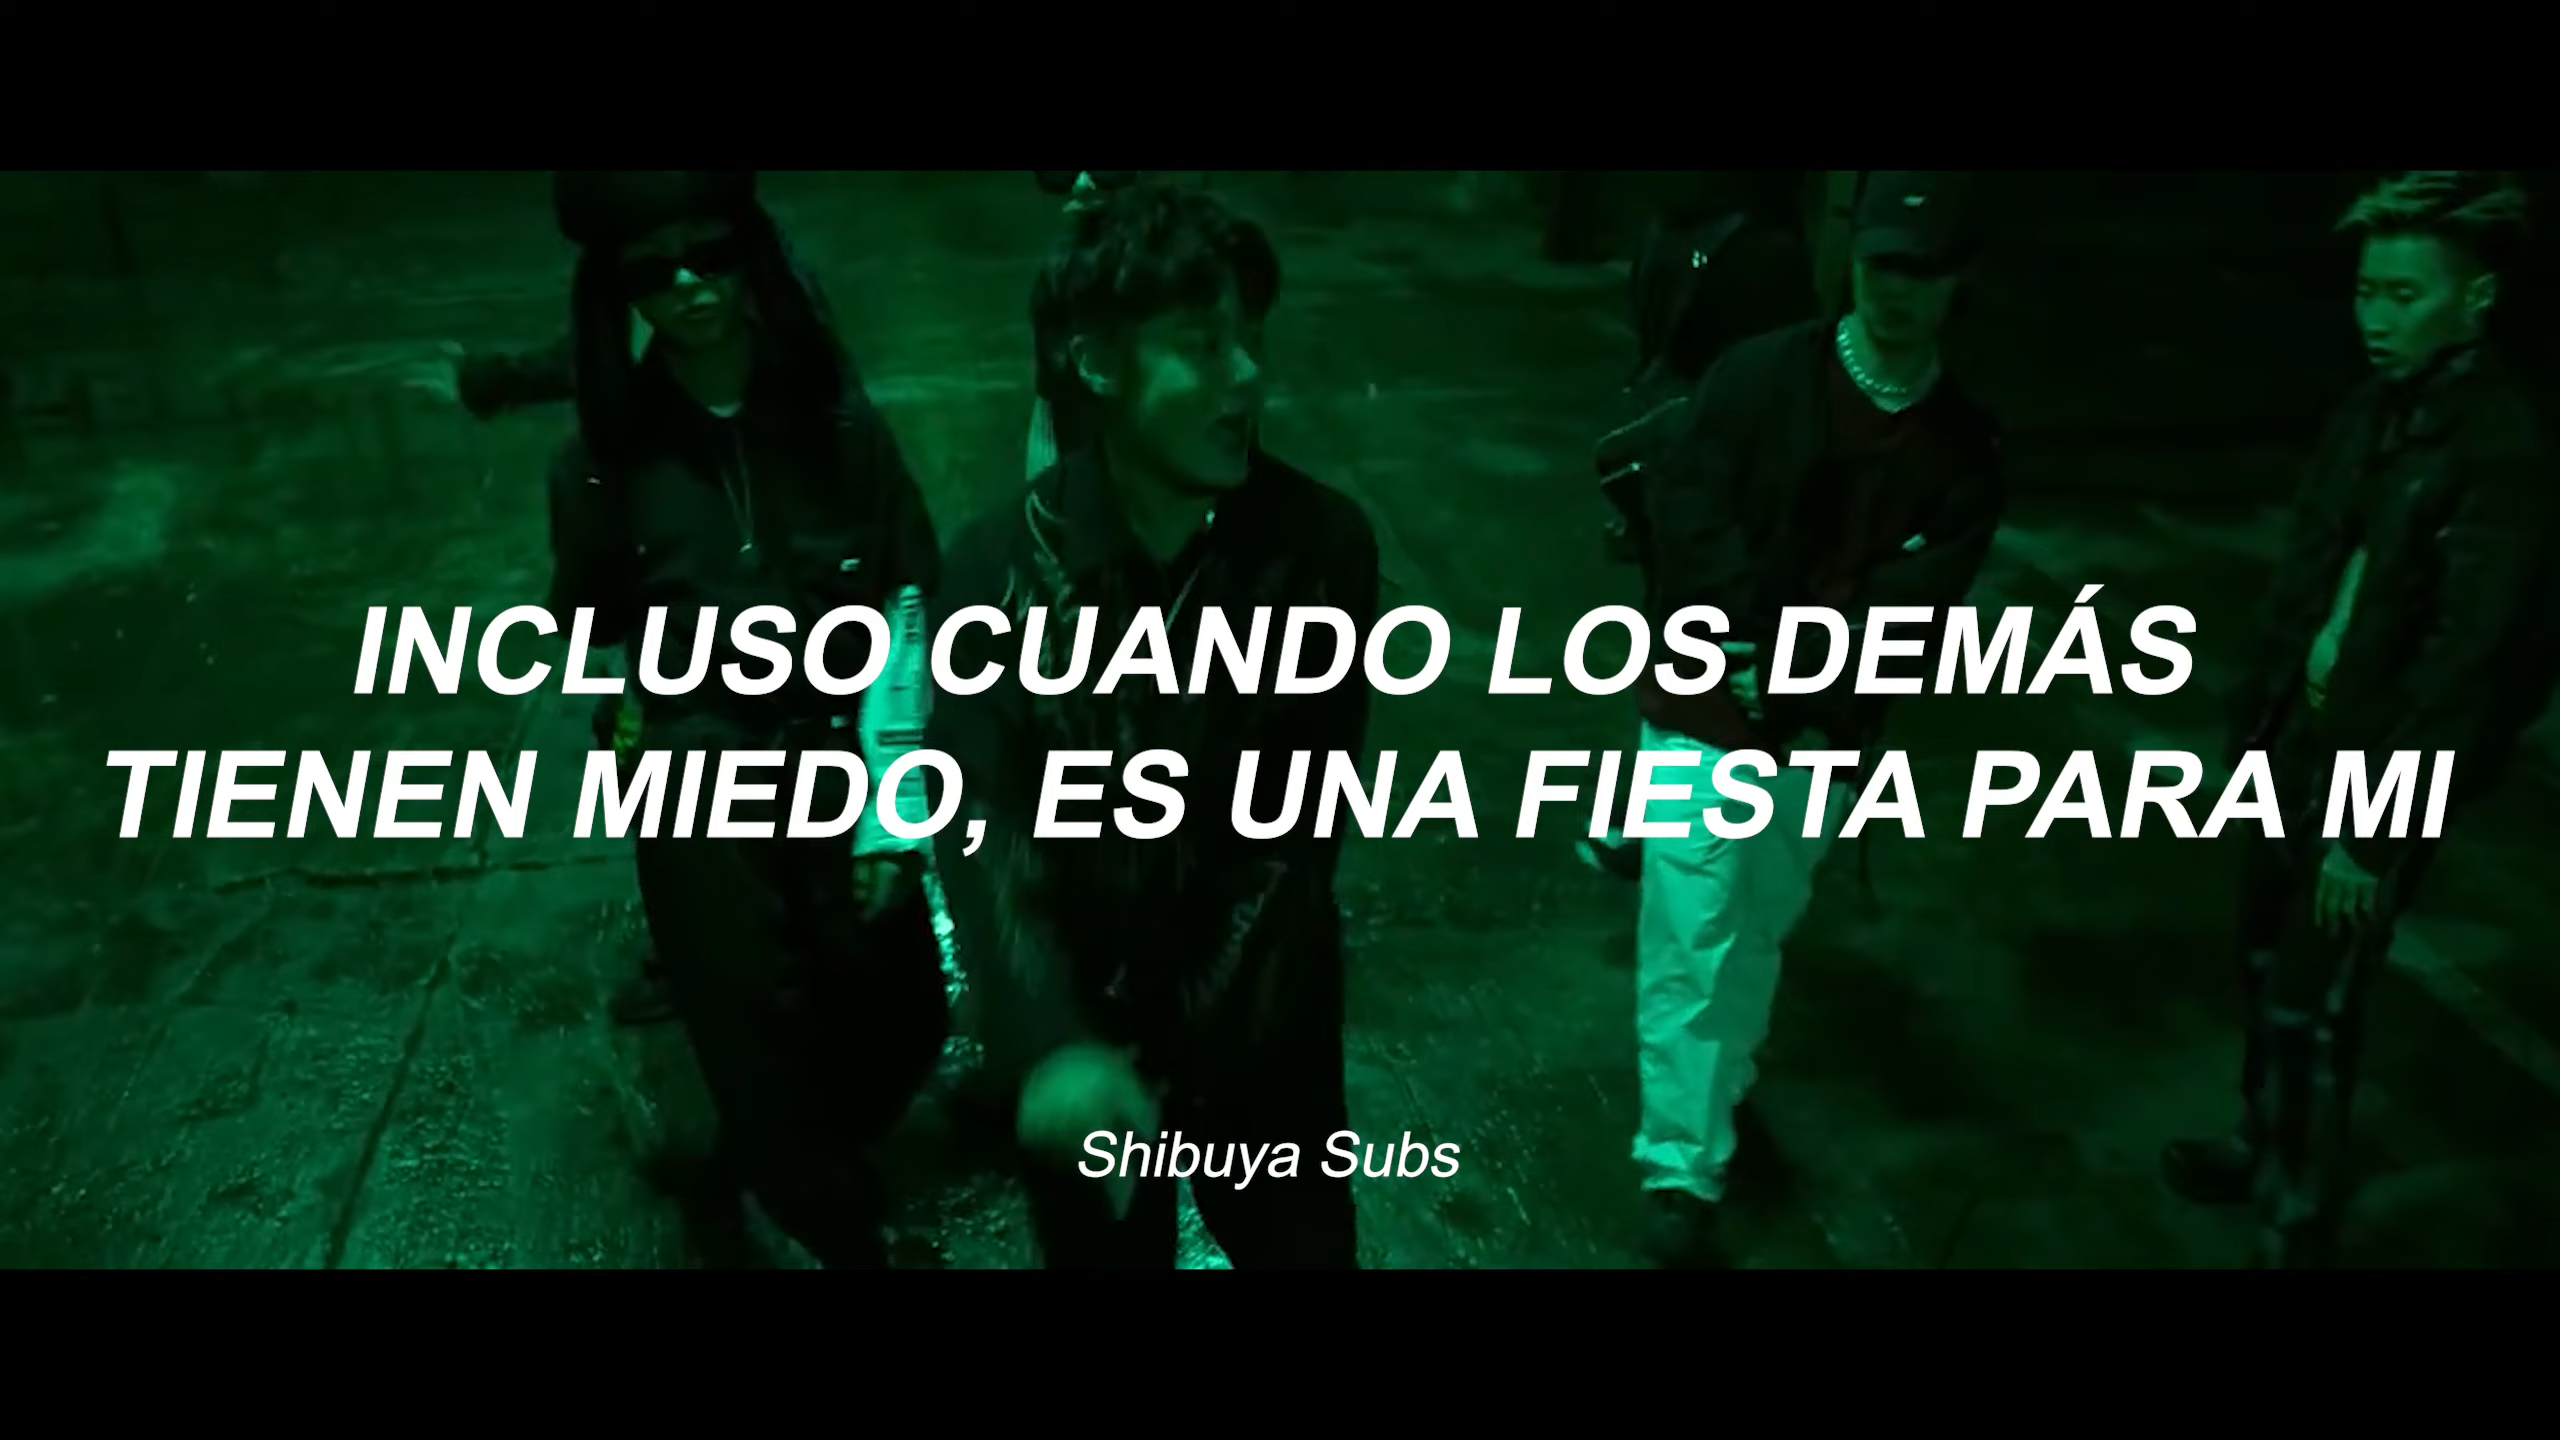 INCLUSO CUANDO LOS DEMÁS
TIENEN MIEDO, ES UNA FIESTA PARA MI
Shibuya Subs